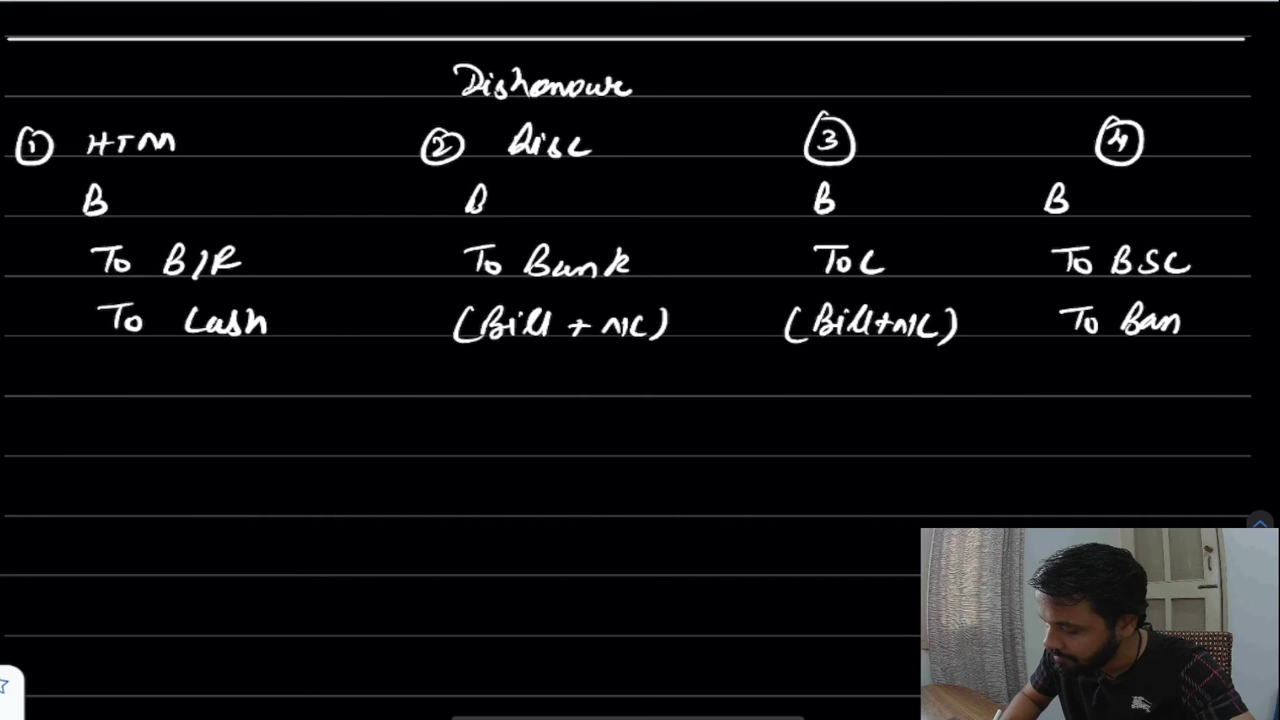 Dishonour
① HTM ② Disc ③ ④
B B B B
To B/R To Bank To C To BSC
To Cash (Bill + N/C) (Bill+N/C) To Ban